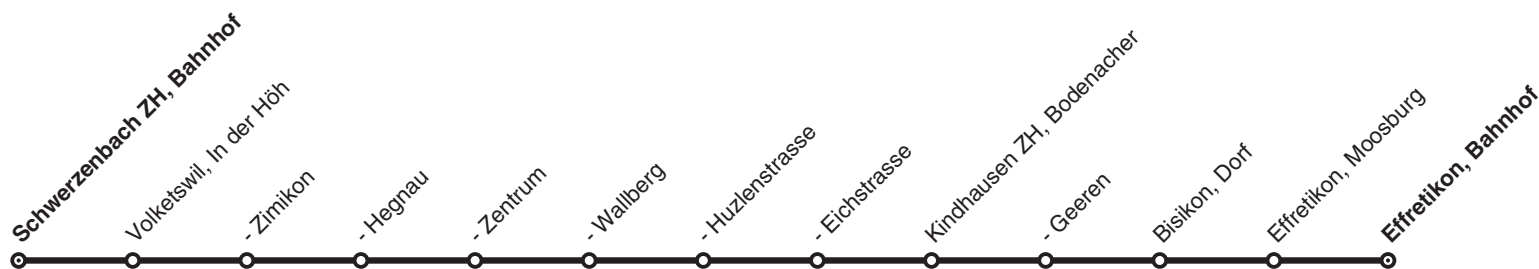 Schwerzenbach ZH, Bahnhof
Volketswil, In der Höh
- Zimikon
- Hegnau
- Zentrum
- Wallberg
- Huzlenstrasse
- Eichstrasse
Kindhausen ZH, Bodenacher
- Geeren
Bisikon, Dorf
Effretikon, Moosburg
Effretikon, Bahnhof